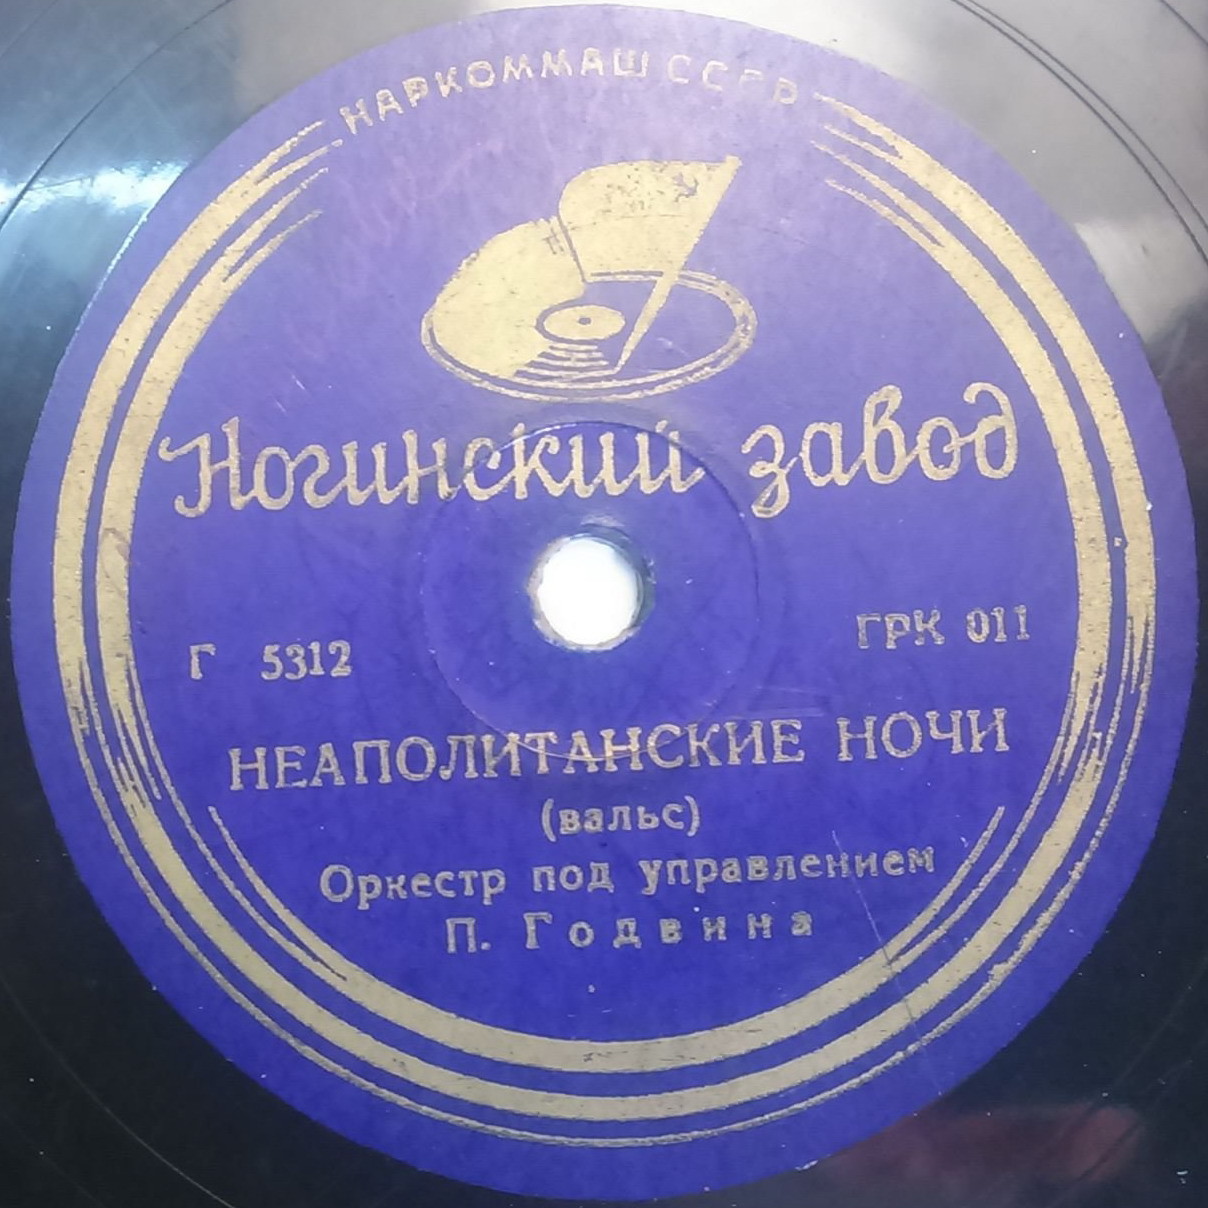 НАРКОММАШ СССР
Ногинский завод
Г 5312
ГРК 011
НЕАПОЛИТАНСКИЕ НОЧИ
(вальс)
Оркестр под управлением
П. Годвина